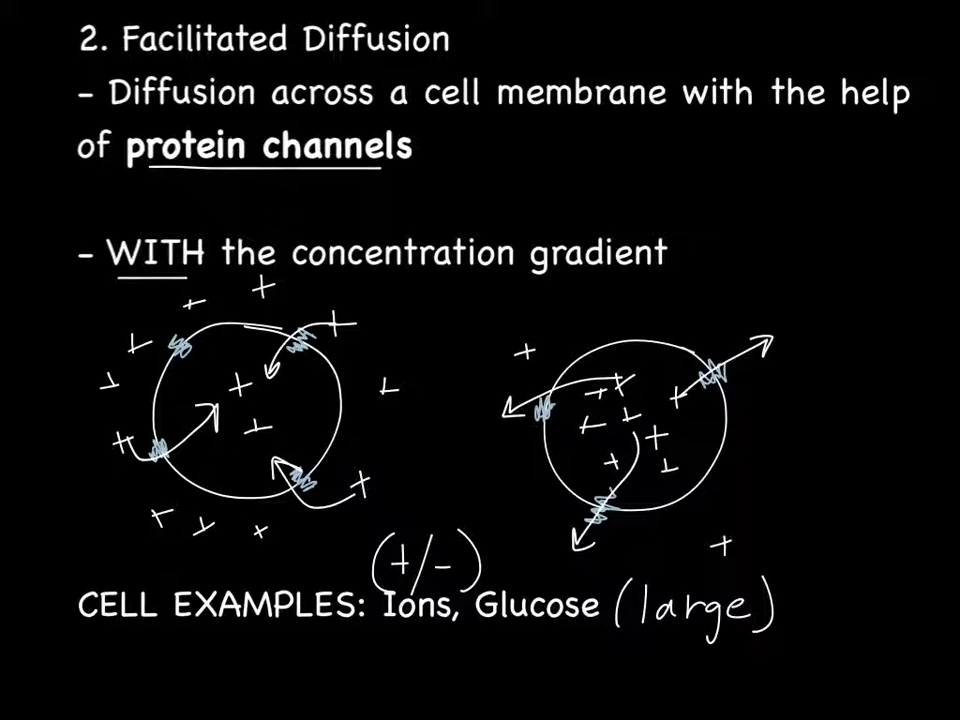 2. Facilitated Diffusion
- Diffusion across a cell membrane with the help
of protein channels
- WITH the concentration gradient
(+/-)
CELL EXAMPLES: Ions, Glucose (large)